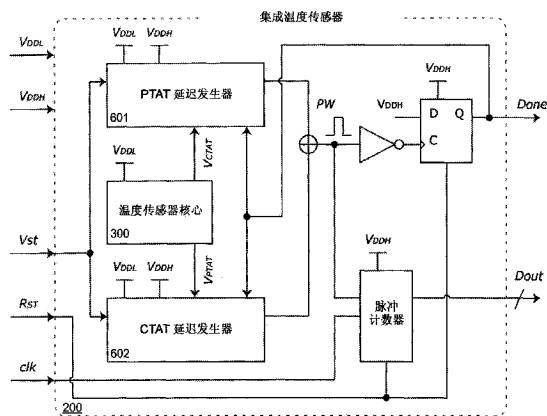 集成温度传感器
VDDL
VDDH
VDDL VDDH
PTAT 延迟发生器
601
VDDL
VCTAT
温度传感器核心
300
VPTAT
VDDL VDDH
CTAT 延迟发生器
602
PW
VDDH
VDDH
D Q
C
Done
VDDH
脉冲
计数器
Dout
Vst
RST
clk
200